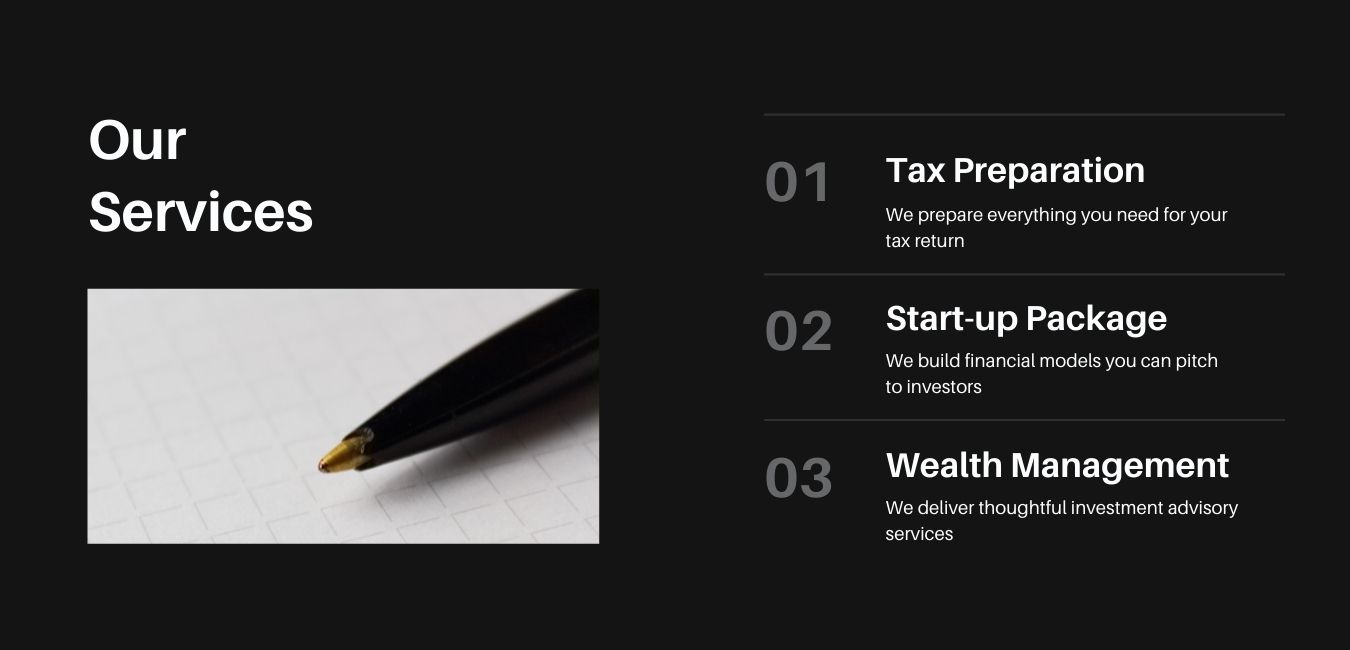 Our
Services
01
Tax Preparation
We prepare everything you need for your
tax return
02
Start-up Package
We build financial models you can pitch
to investors
03
Wealth Management
We deliver thoughtful investment advisory
services